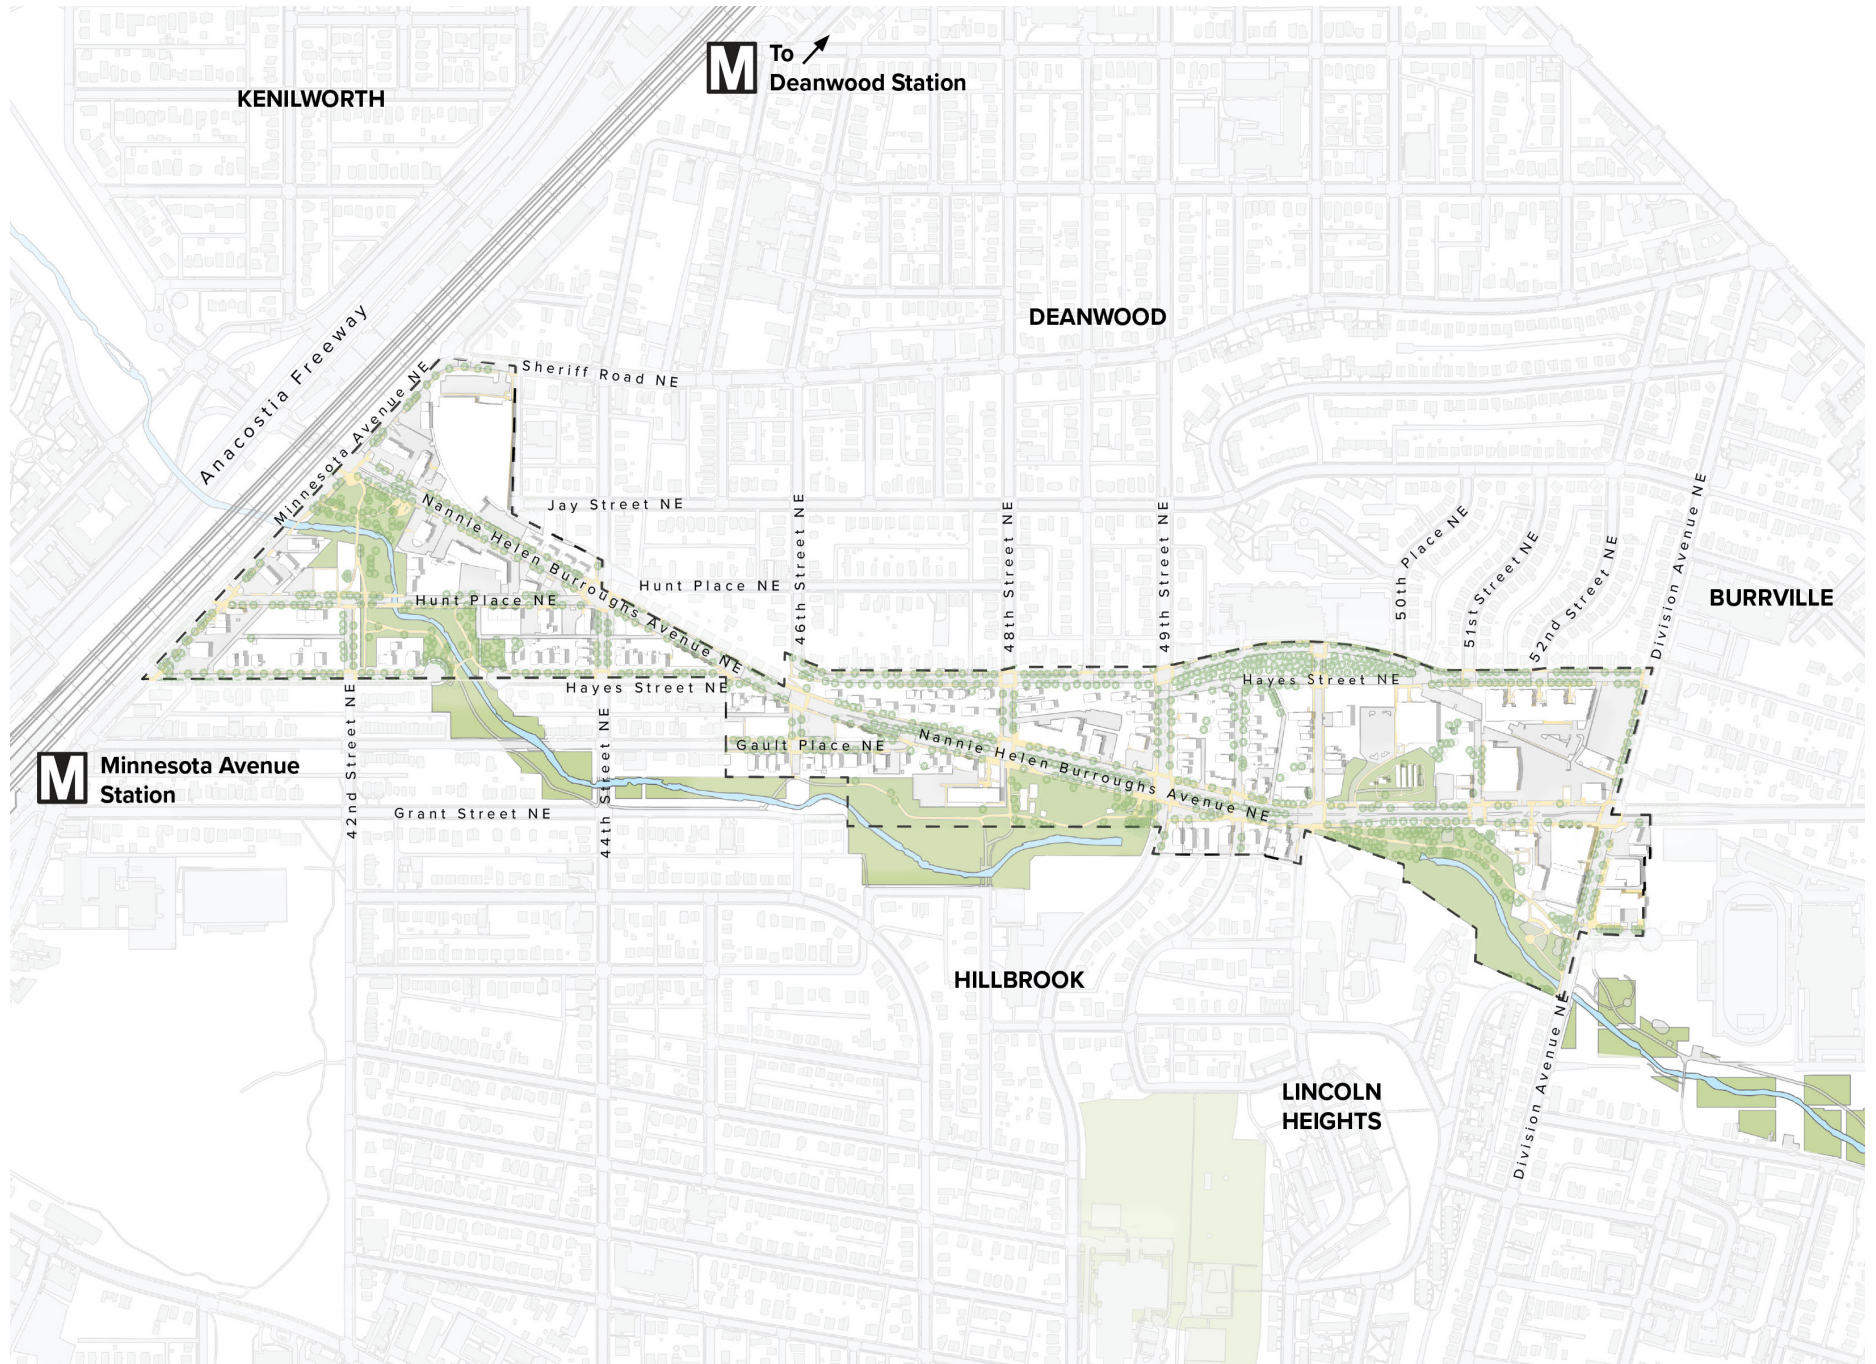 M To
Deanwood Station
KENILWORTH
DEANWOOD
Anacostia Freeway
Minnesota Avenue NE
Sheriff Road NE
Jay Street NE
Nannie Helen Burroughs Avenue NE
46th Street NE
48th Street NE
49th Street NE
50th Place NE
51st Street NE
52nd Street NE
Division Avenue NE
Hunt Place NE
Hunt Place NE
BURRVILLE
Hayes Street NE
Hayes Street NE
42nd Street NE
44th Street NE
Gault Place NE
Nannie Helen Burroughs Avenue NE
M Minnesota Avenue
Station
Grant Street NE
HILLBROOK
LINCOLN
HEIGHTS
Division Avenue NE